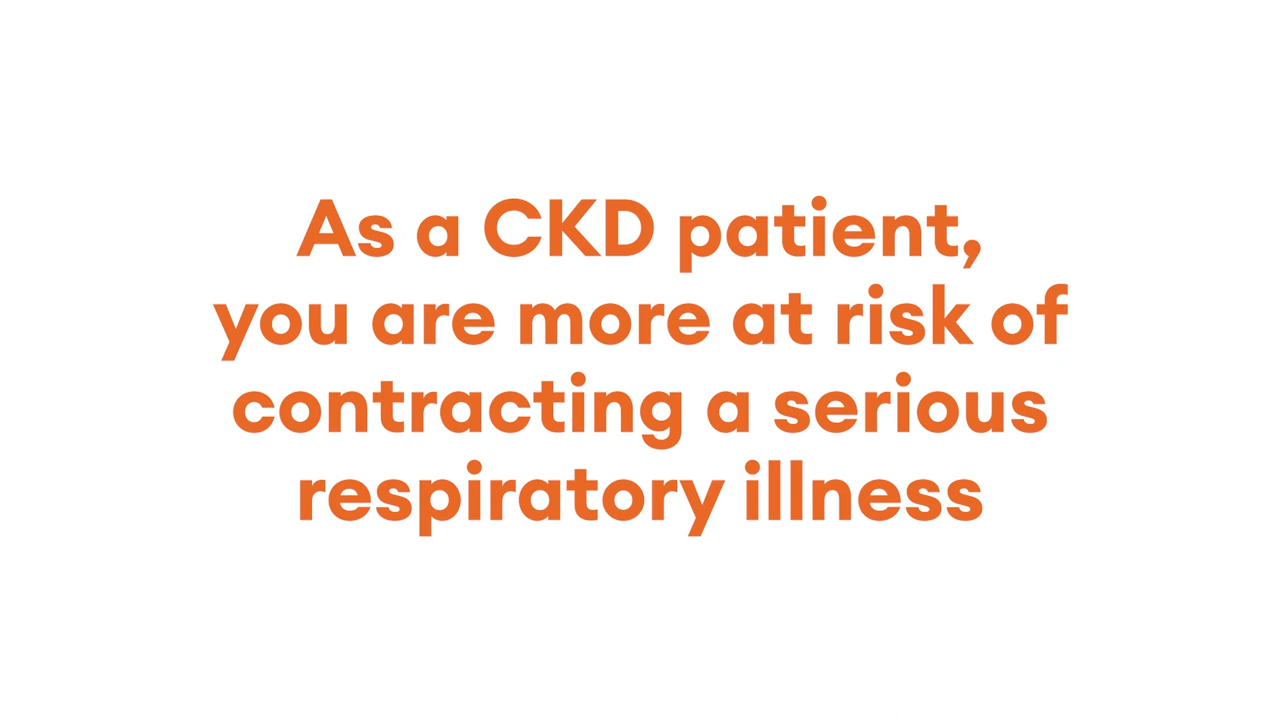 As a CKD patient,
you are more at risk of
contracting a serious
respiratory illness